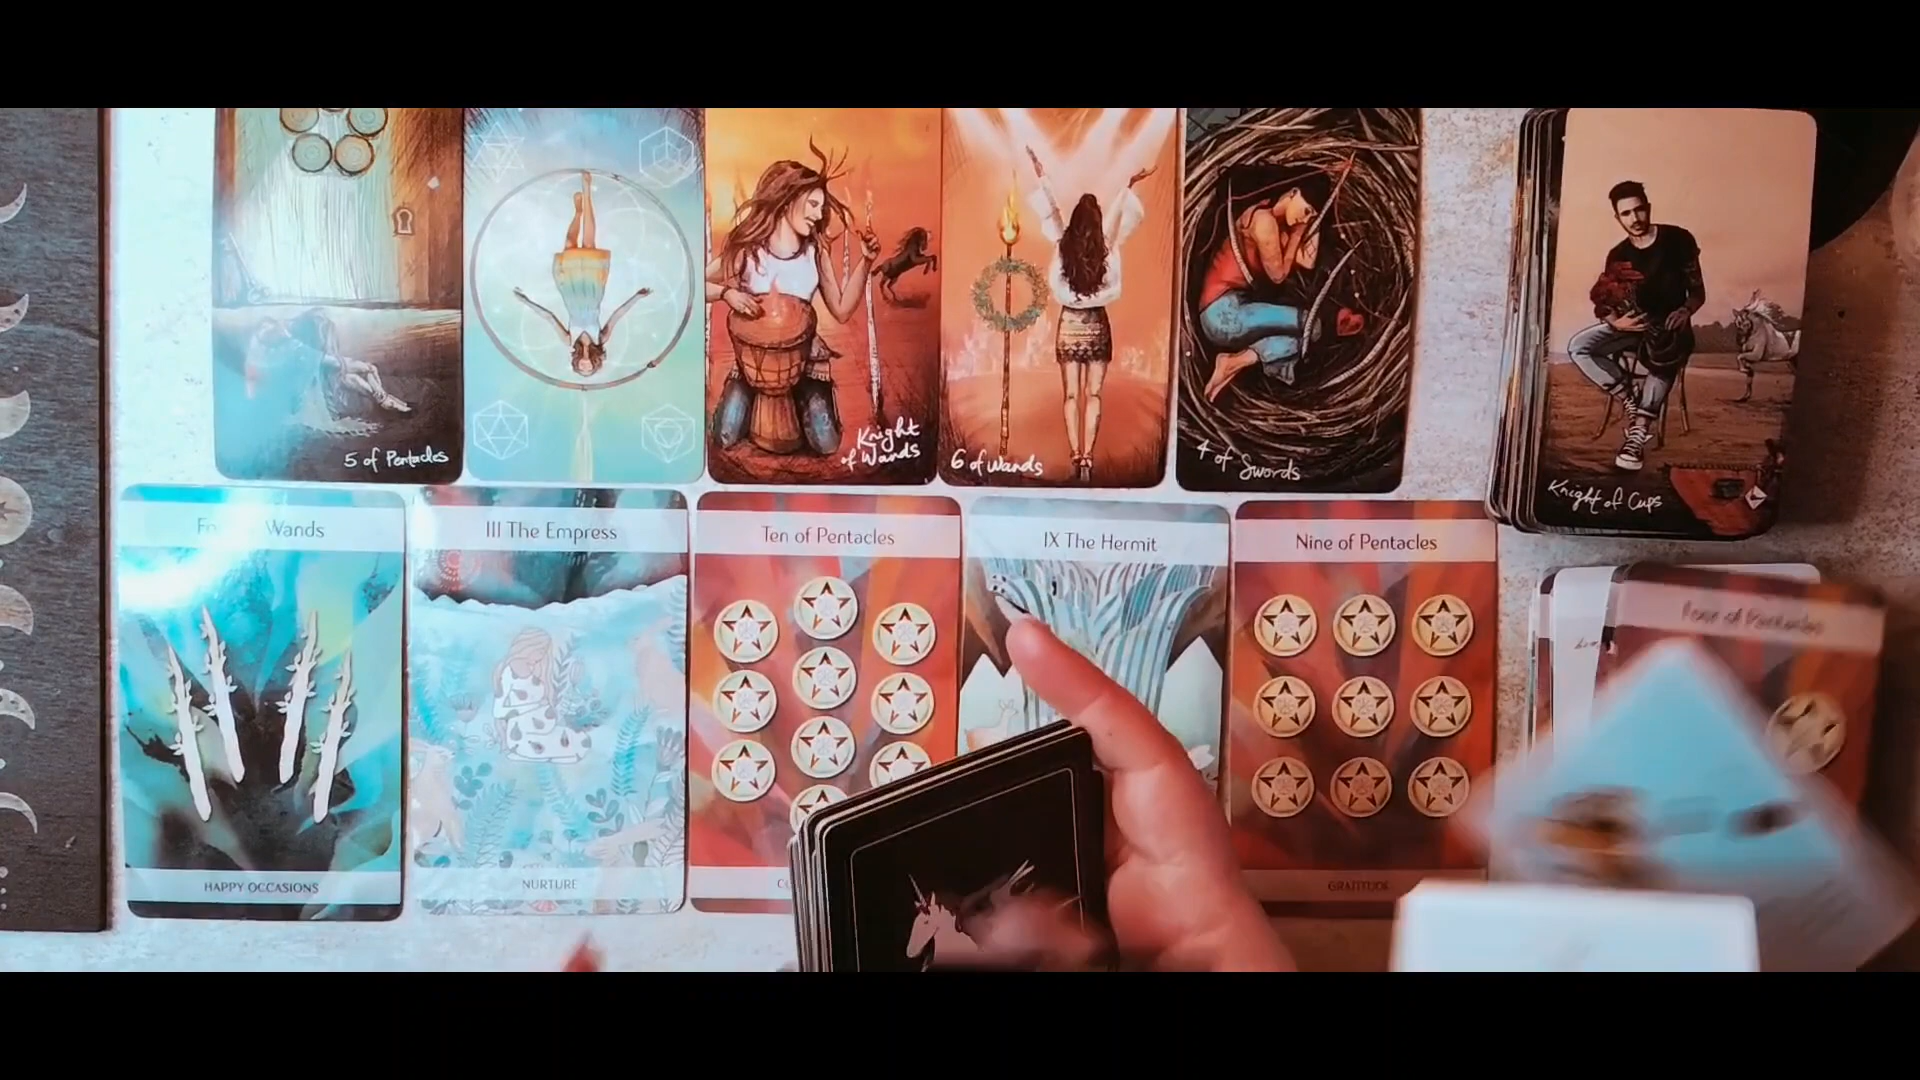 5 of Pentacles
Knight
of Wands
6 of Wands
4 of Swords
Knight of Cups
Wands
III The Empress
Ten of Pentacles
IX The Hermit
Nine of Pentacles
of Pentacles
HAPPY OCCASIONS
NURTURE
GRATITUDE